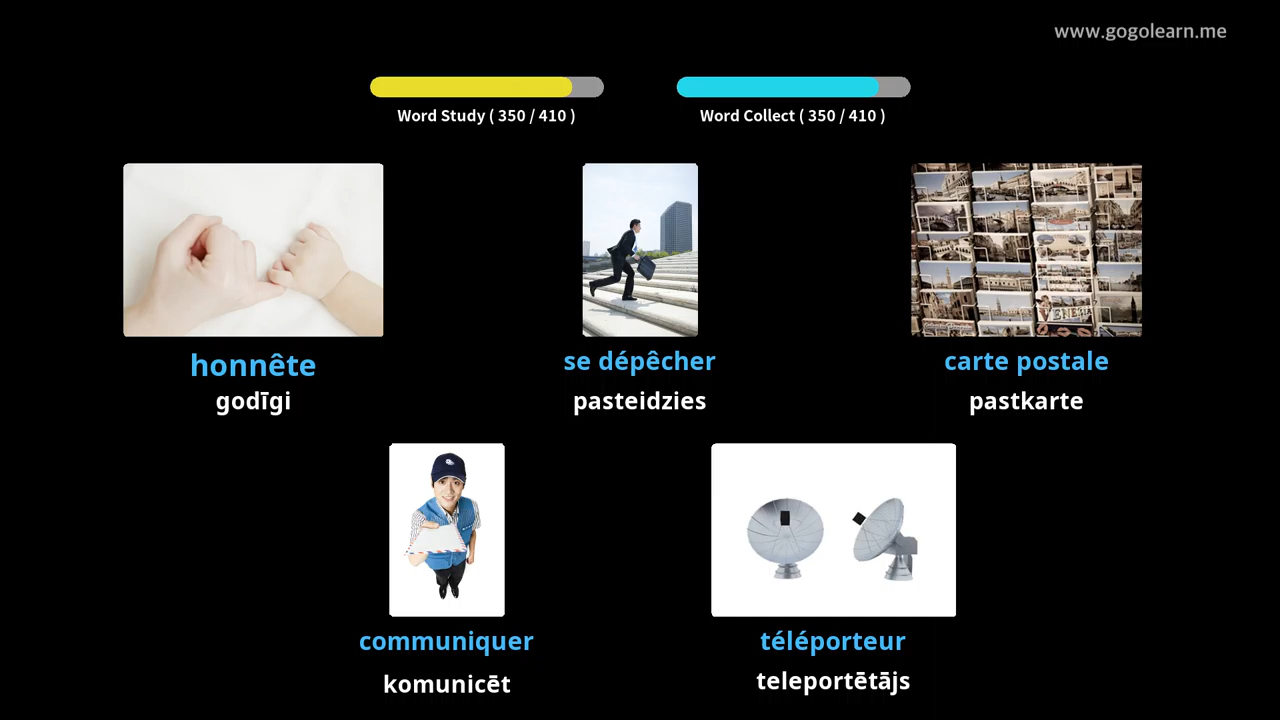 www.gogolearn.me
Word Study ( 350 / 410 )
Word Collect ( 350 / 410 )
VENEZIA
honnête
se dépêcher
carte postale
godīgi
pasteidzies
pastkarte
communiquer
téléporteur
komunicēt
teleportētājs